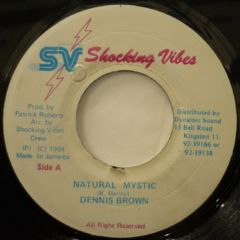 SV Shocking Vibes
Prod. by
Patrick Roberts
Arr. by
Shocking Vibes
Crew
(P) (C) 1994
Made in Jamaica
Side A
Distributed by
Dynamic Sound
15 Bell Road
Kingston 11.
92-39166 or
92-39138
NATURAL MYSTIC
(B. Marley)
DENNIS BROWN
All Right Reserved